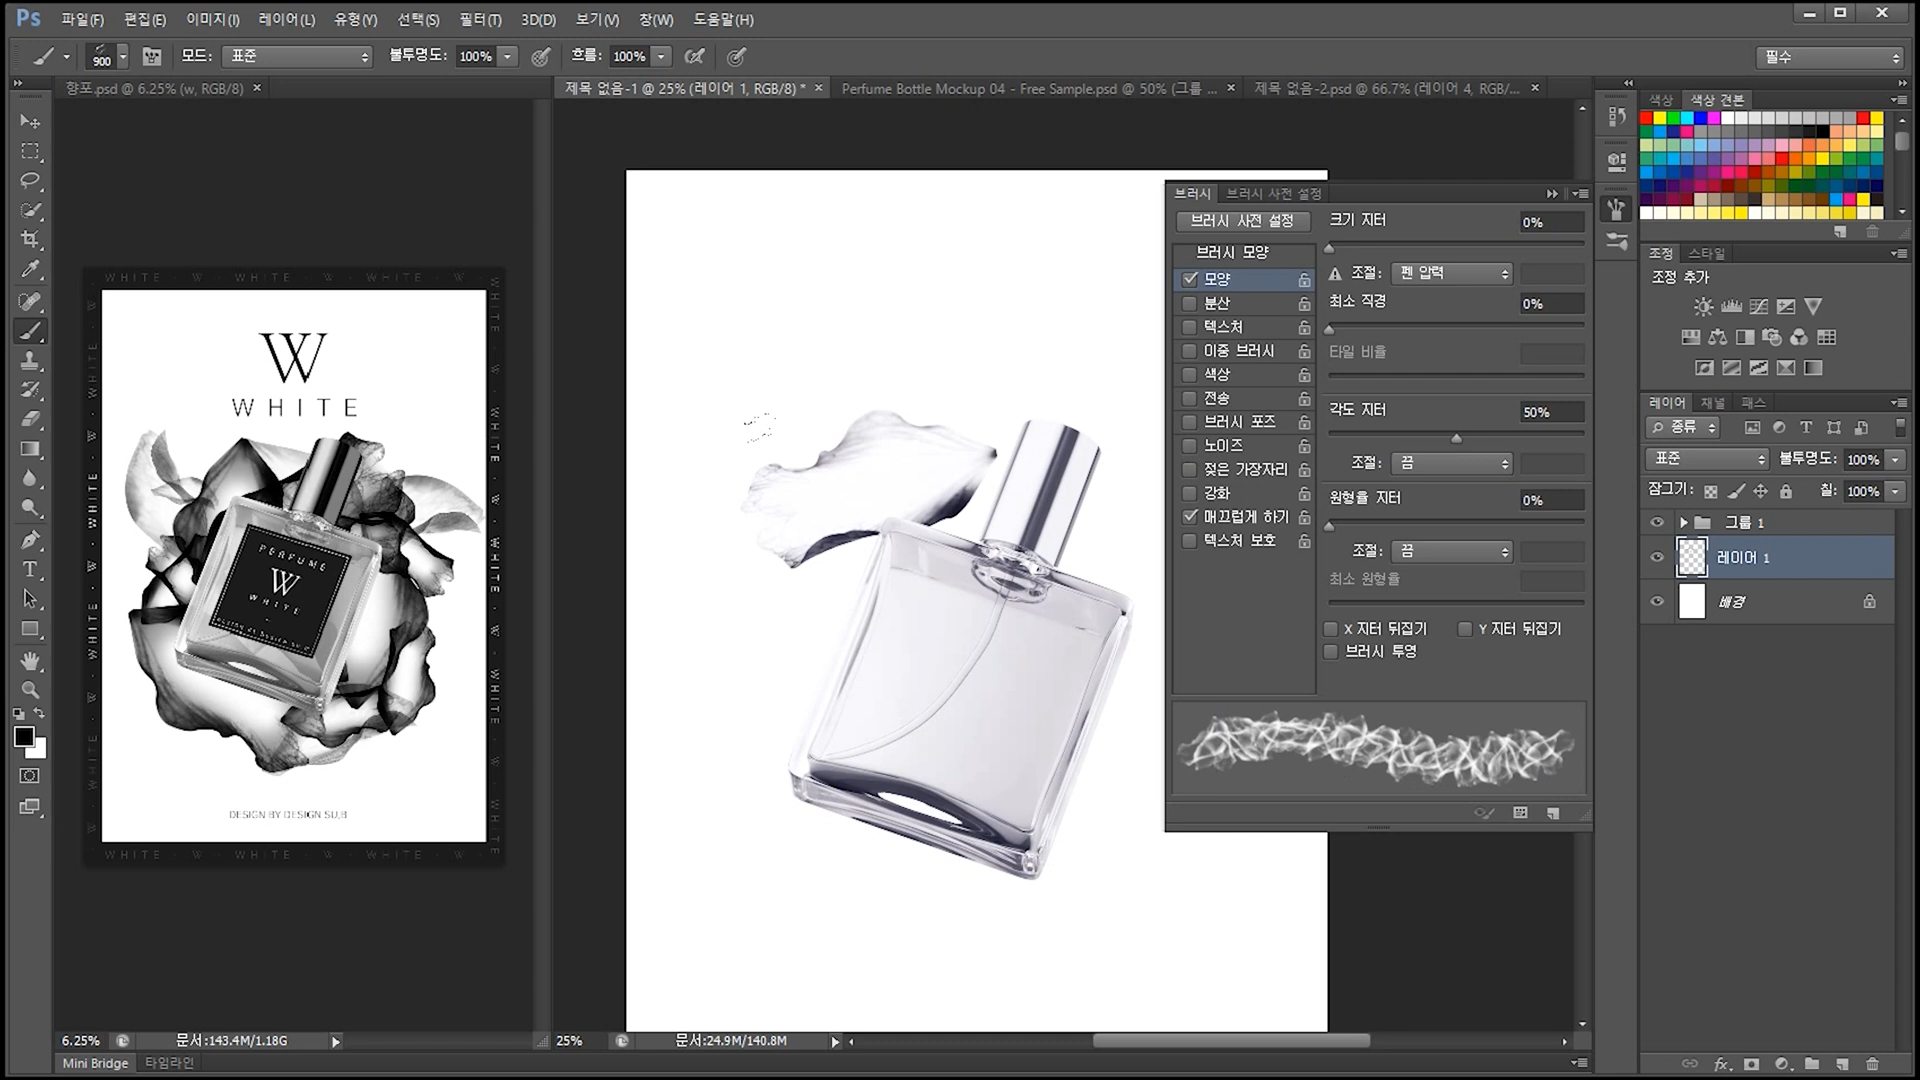 Ps 파일(F) 편집(E) 이미지(I) 레이어(L) 유형(Y) 선택(S) 필터(T) 3D(D) 보기(V) 창(W) 도움말(H)
900 모드: 표준 불투명도: 100% 흐름: 100% 필수
향포.psd @ 6.25% (w, RGB/8) ×
제목 없음-1 @ 25% (레이어 1, RGB/8) * ×
Perfume Bottle Mockup 04 - Free Sample.psd @ 50% (그룹 ... ×
제목 없음-2.psd @ 66.7% (레이어 4, RGB/... ×
WHITE · W · WHITE · W · WHITE
W
WHITE
PERFUME
W
WHITE
DESIGN BY DESIGN SU,B
WHITE · W · WHITE · W · WHITE · W
브러시 브러시 사전 설정
브러시 사전 설정
브러시 모양
모양
분산
텍스처
이중 브러시
색상
전송
브러시 포즈
노이즈
젖은 가장자리
강화
매끄럽게 하기
텍스처 보호
크기 지터 0%
조절: 펜 압력
최소 직경 0%
타일 비율
각도 지터 50%
조절: 끔
원형율 지터 0%
조절: 끔
최소 원형율
X 지터 뒤집기 Y 지터 뒤집기
브러시 투영
색상 색상 견본
조정 스타일
조정 추가
레이어 채널 패스
종류
표준 불투명도: 100%
잠그기: 칠: 100%
그룹 1
레이어 1
배경
6.25% 문서:143.4M/1.18G
25% 문서:24.9M/140.8M
Mini Bridge 타임라인